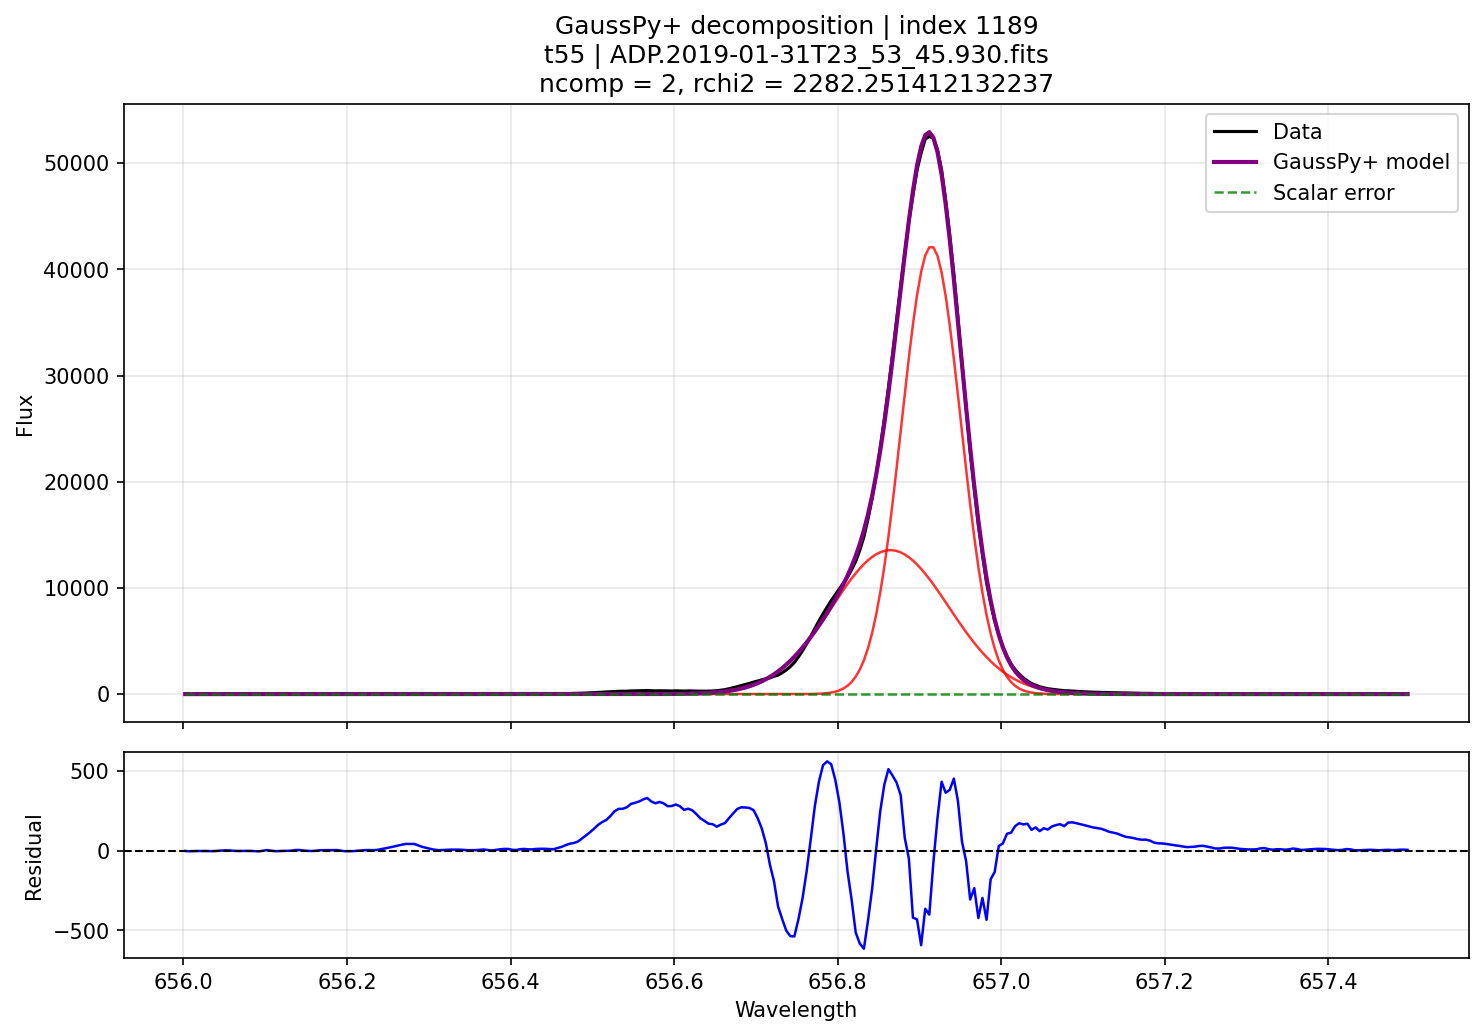 GaussPy+ decomposition | index 1189
t55 | ADP.2019-01-31T23_53_45.930.fits
ncomp = 2, rchi2 = 2282.251412132237
Data
GaussPy+ model
Scalar error
Flux
50000
40000
30000
20000
10000
0
Residual
500
0
−500
656.0 656.2 656.4 656.6 656.8 657.0 657.2 657.4
Wavelength